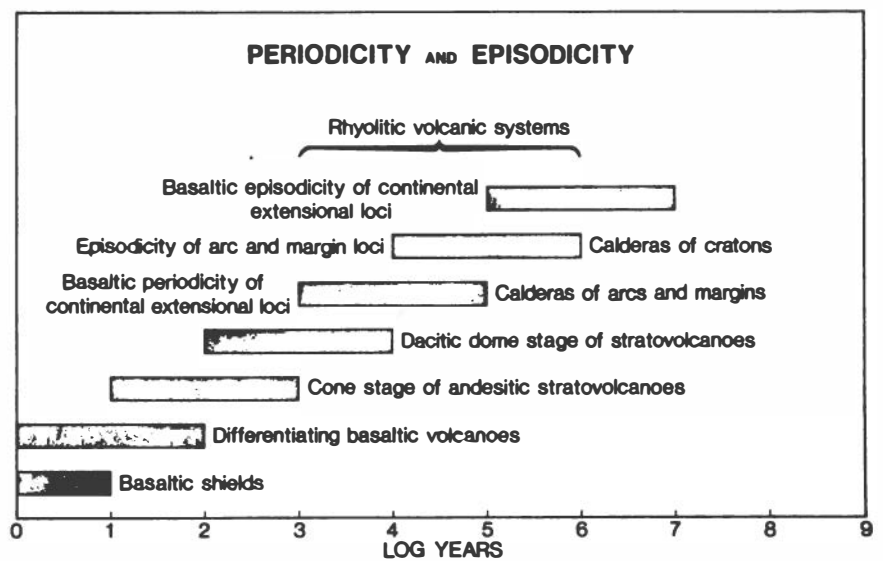 PERIODICITY AND EPISODICITY
Rhyolitic volcanic systems
Basaltic episodicity of continental
extensional loci
Episodicity of arc and margin loci
Calderas of cratons
Basaltic periodicity of
continental extensional loci
Calderas of arcs and margins
Dacitic dome stage of stratovolcanoes
Cone stage of andesitic stratovolcanoes
Differentiating basaltic volcanoes
Basaltic shields
0 1 2 3 4 5 6 7 8 9
LOG YEARS